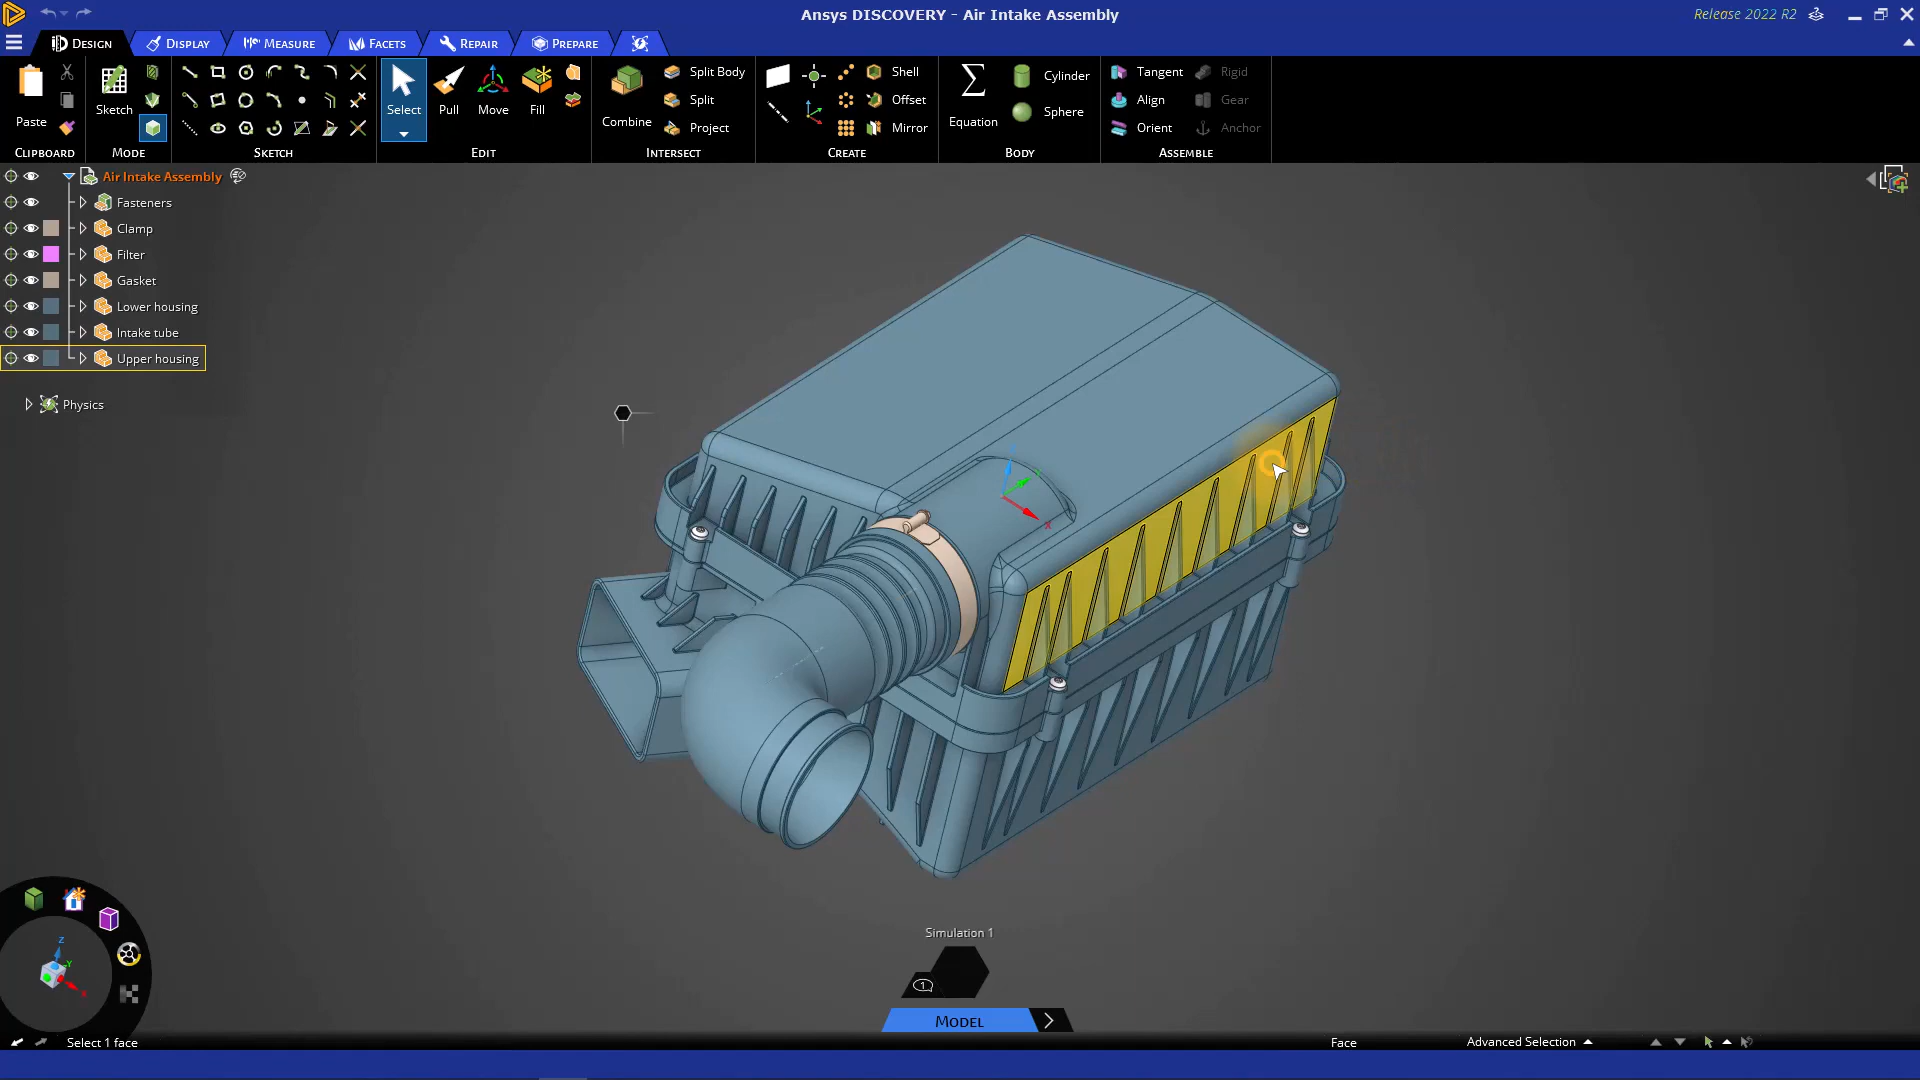 Ansys DISCOVERY - Air Intake Assembly
Release 2022 R2
DESIGN
DISPLAY
MEASURE
FACETS
REPAIR
PREPARE
Paste
Sketch
Select
Pull
Move
Fill
Combine
Split Body
Split
Project
Shell
Offset
Mirror
Equation
Cylinder
Sphere
Tangent
Align
Orient
Rigid
Gear
Anchor
CLIPBOARD
MODE
SKETCH
EDIT
INTERSECT
CREATE
BODY
ASSEMBLE
Air Intake Assembly
Fasteners
Clamp
Filter
Gasket
Lower housing
Intake tube
Upper housing
Physics
X
Z
Y
X
Simulation 1
1
MODEL
Select 1 face
Face
Advanced Selection